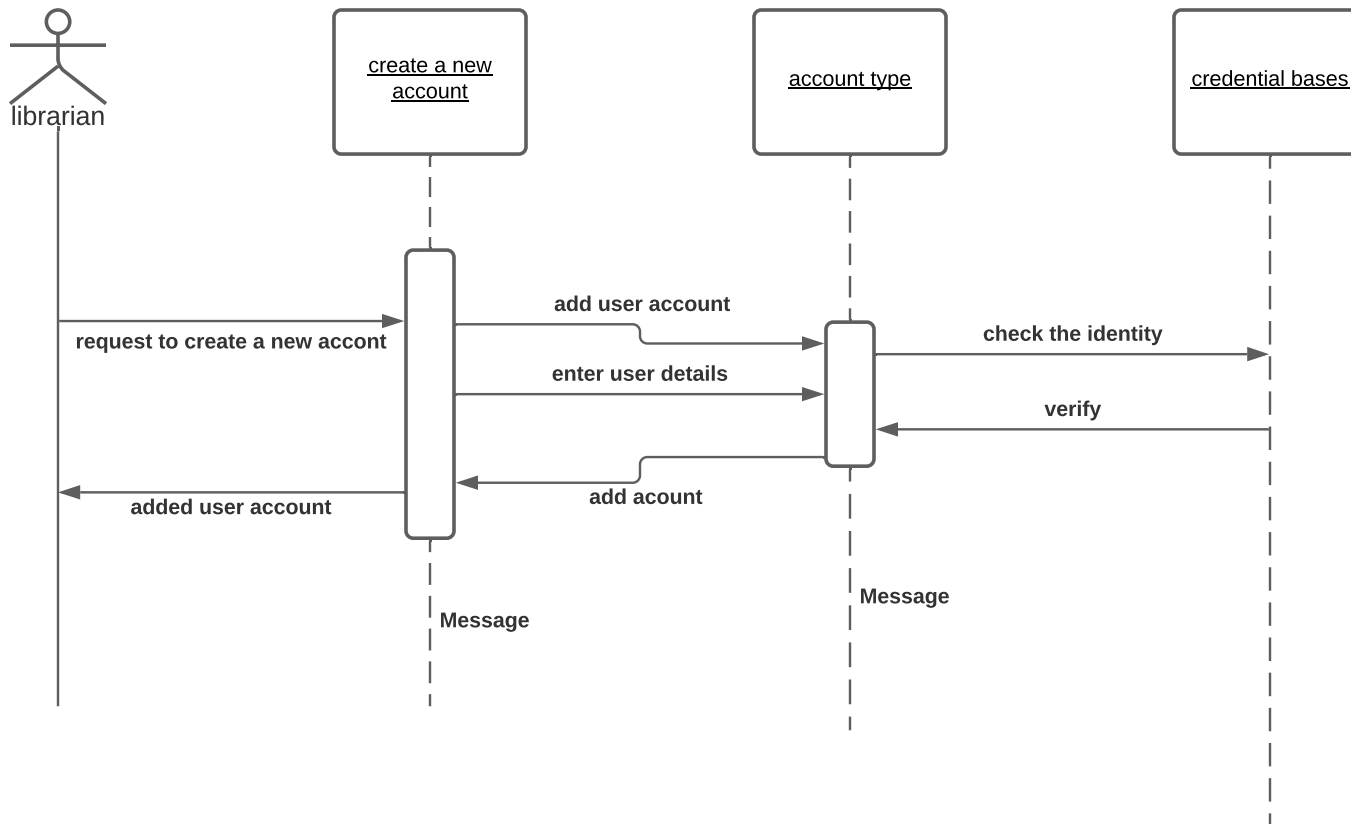 create a new
account
account type
credential bases
librarian
add user account
request to create a new accont
check the identity
enter user details
verify
add acount
added user account
Message
Message